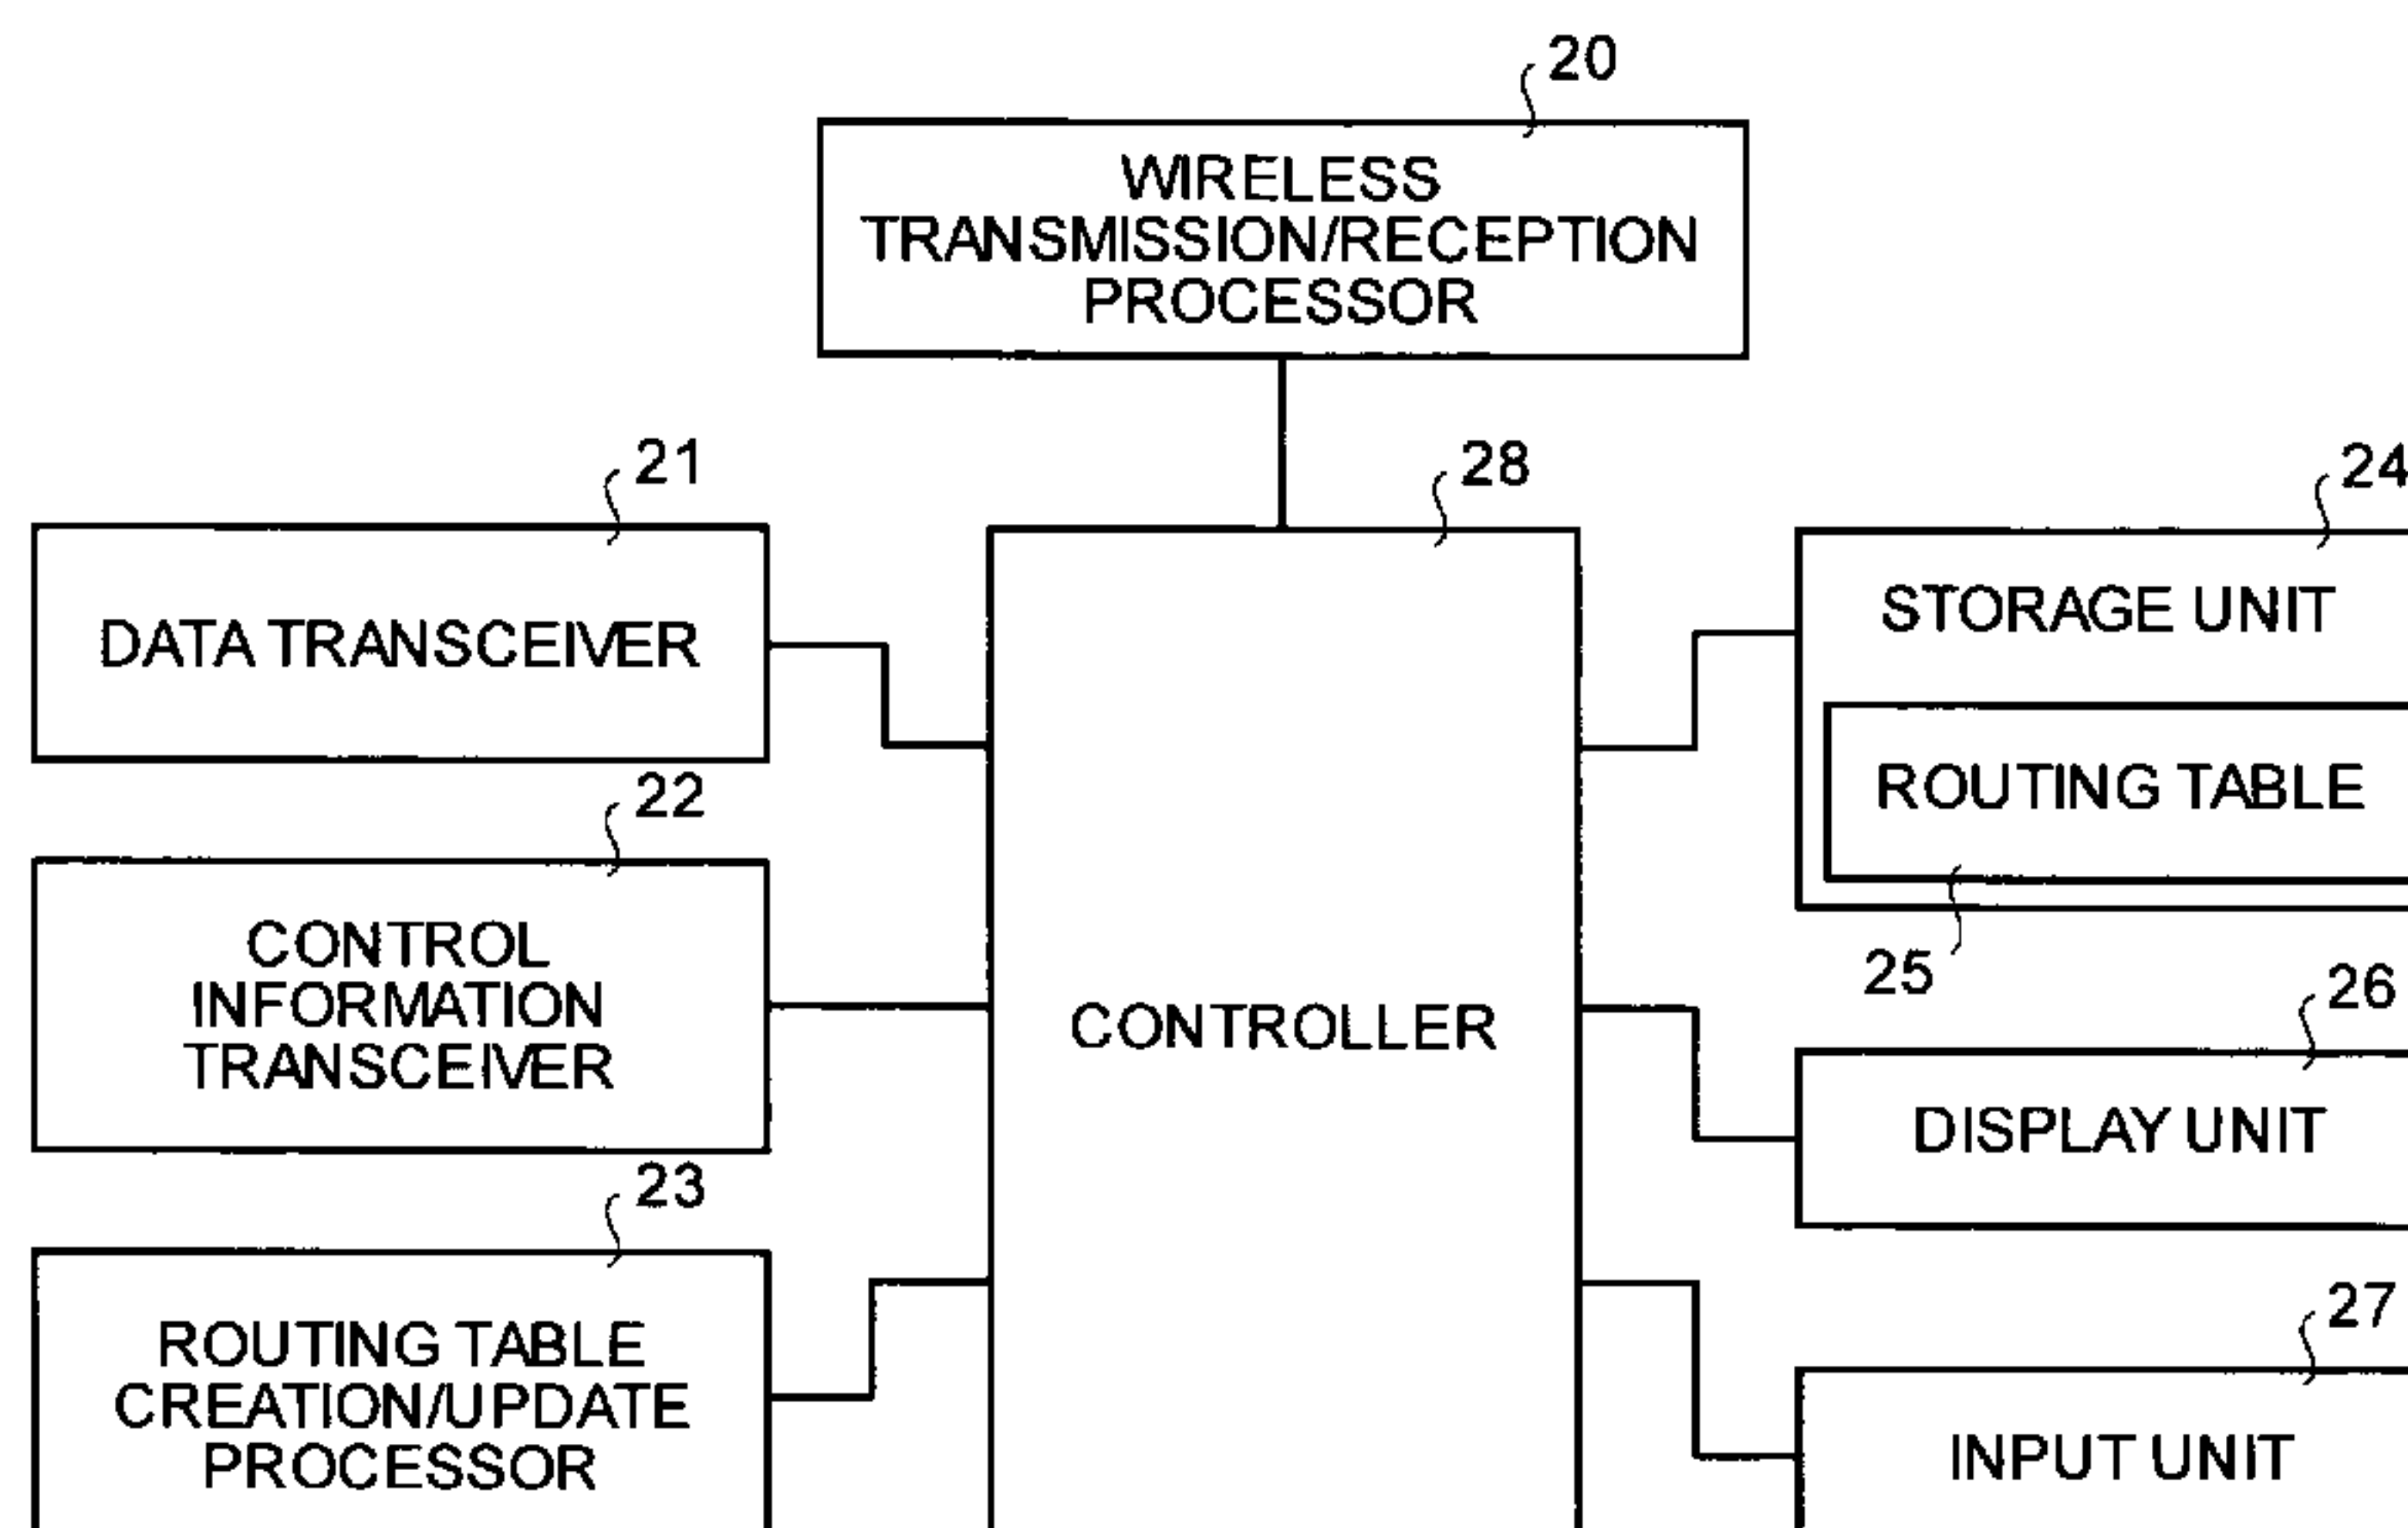 20
WIRELESS
TRANSMISSION/RECEPTION
PROCESSOR
21
28
24
DATA TRANSCEIVER
STORAGE UNIT
ROUTING TABLE
22
25
CONTROL
INFORMATION
TRANSCEIVER
CONTROLLER
26
DISPLAY UNIT
23
ROUTING TABLE
CREATION/UPDATE
PROCESSOR
27
INPUT UNIT